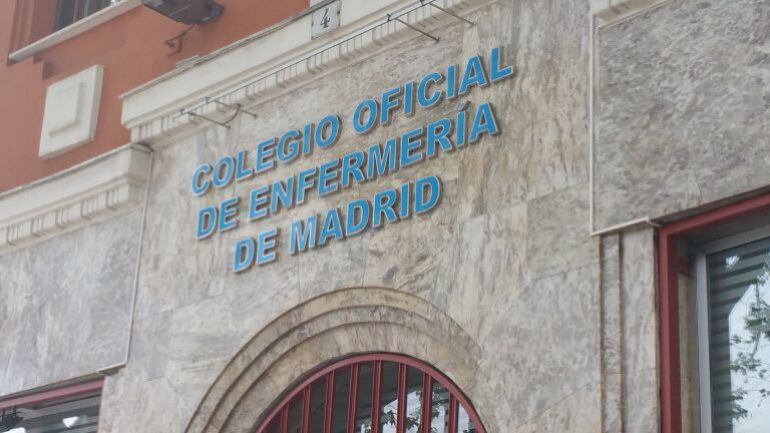 4
COLEGIO OFICIAL
DE ENFERMERÍA
DE MADRID